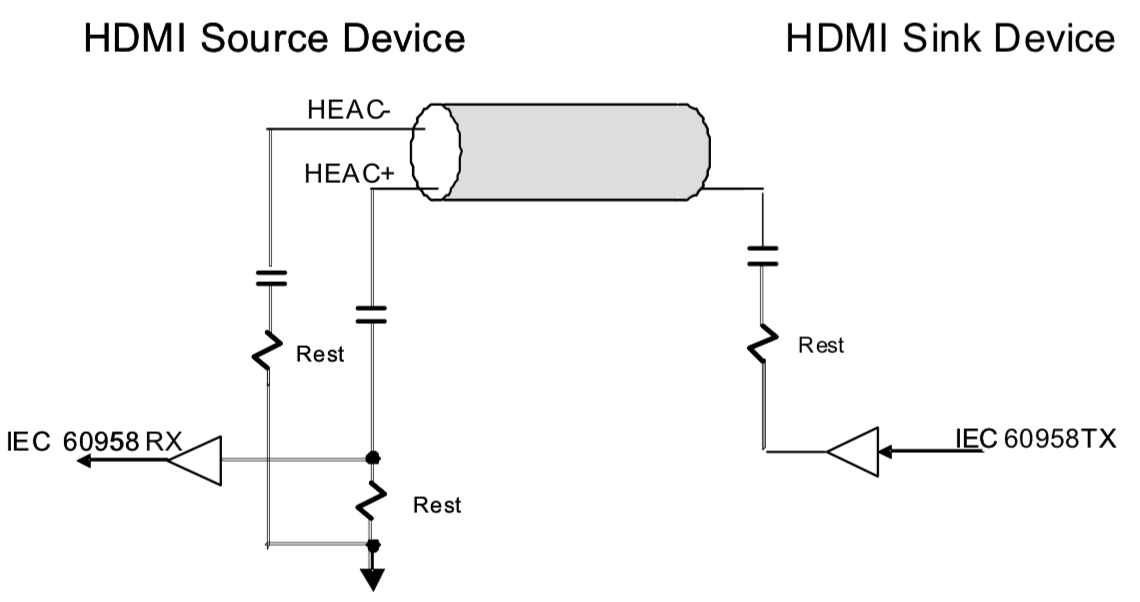 HDMI Source Device
HDMI Sink Device
HEAC-
HEAC+
Rest
Rest
IEC 60958 RX
IEC 60958TX
Rest